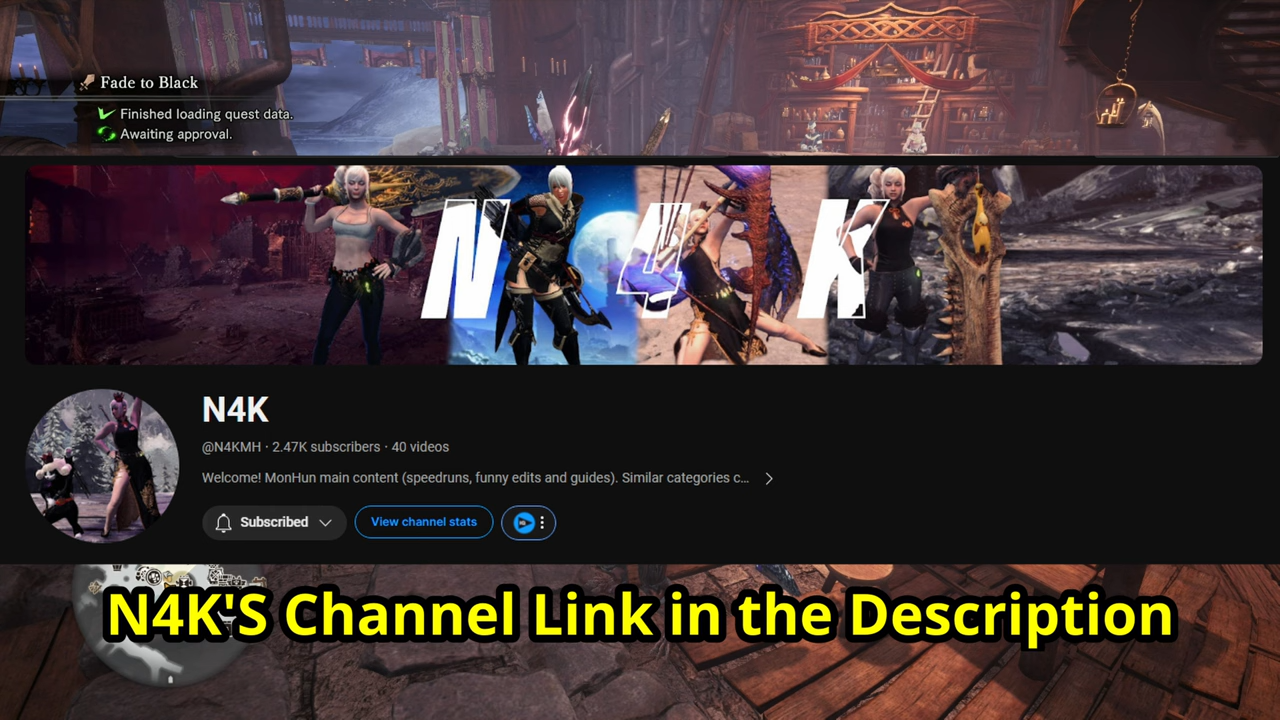 Fade to Black
Finished loading quest data.
Awaiting approval.
N4K
N4K
@N4KMH · 2.47K subscribers · 40 videos
Welcome! MonHun main content (speedruns, funny edits and guides). Similar categories c...
Subscribed
View channel stats
N4K'S Channel Link in the Description